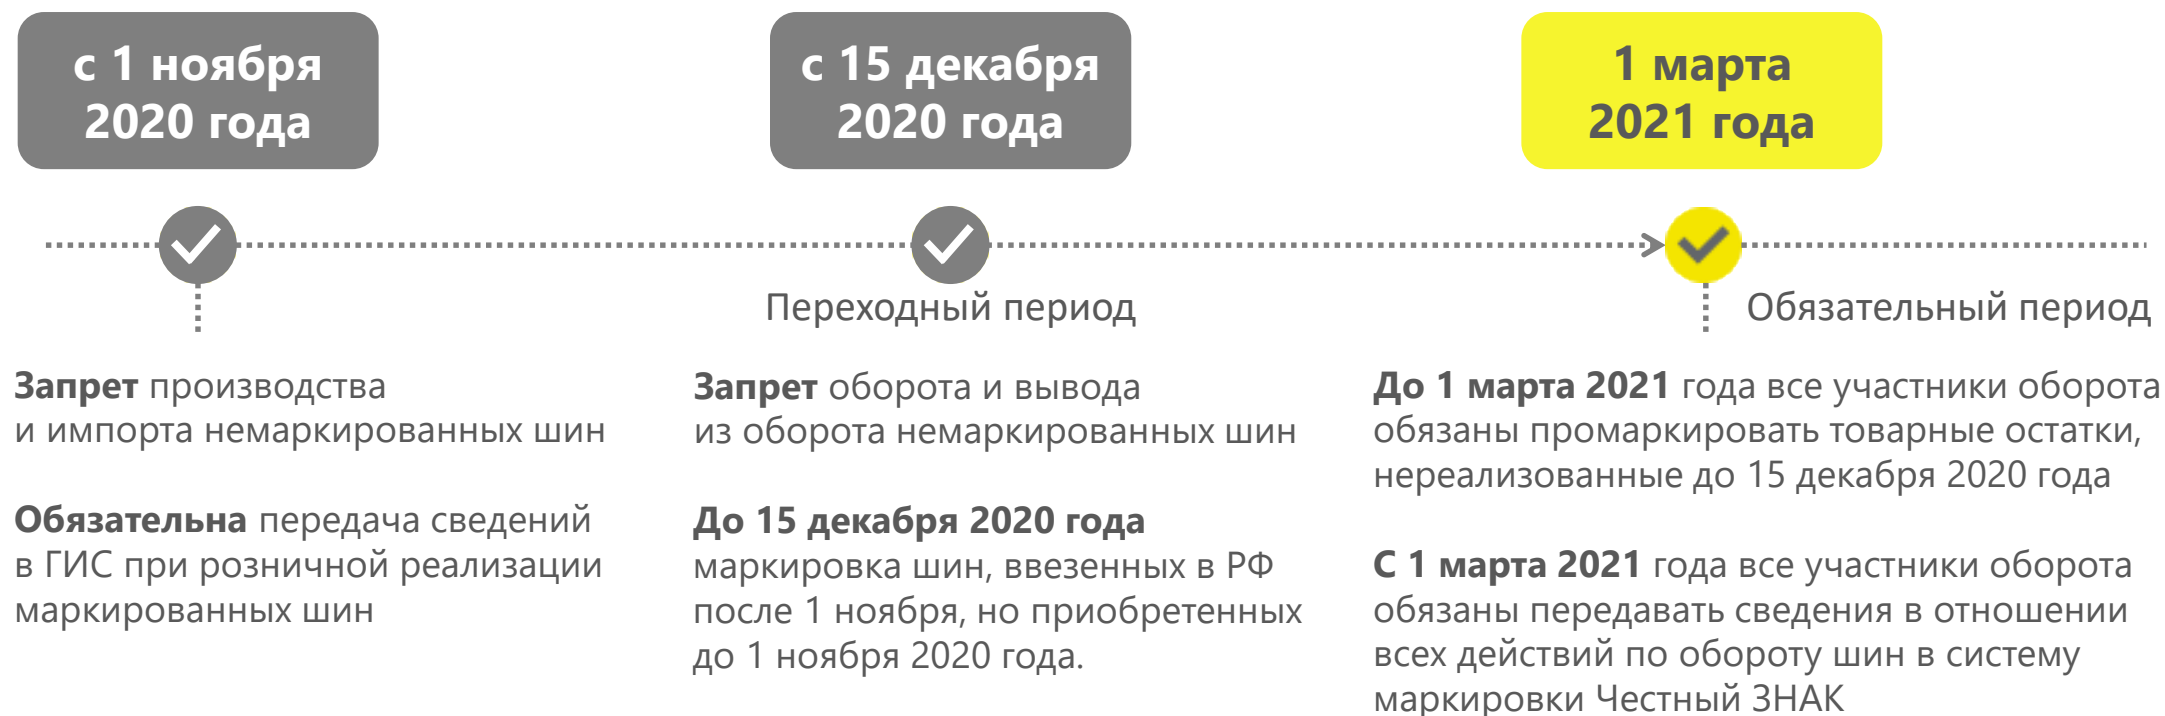 с 1 ноября
2020 года
с 15 декабря
2020 года
1 марта
2021 года
Переходный период
Обязательный период
Запрет производства
и импорта немаркированных шин
Обязательна передача сведений
в ГИС при розничной реализации
маркированных шин
Запрет оборота и вывода
из оборота немаркированных шин
До 15 декабря 2020 года
маркировка шин, ввезенных в РФ
после 1 ноября, но приобретенных
до 1 ноября 2020 года.
До 1 марта 2021 года все участники оборота
обязаны промаркировать товарные остатки,
нереализованные до 15 декабря 2020 года
С 1 марта 2021 года все участники оборота
обязаны передавать сведения в отношении
всех действий по обороту шин в систему
маркировки Честный ЗНАК